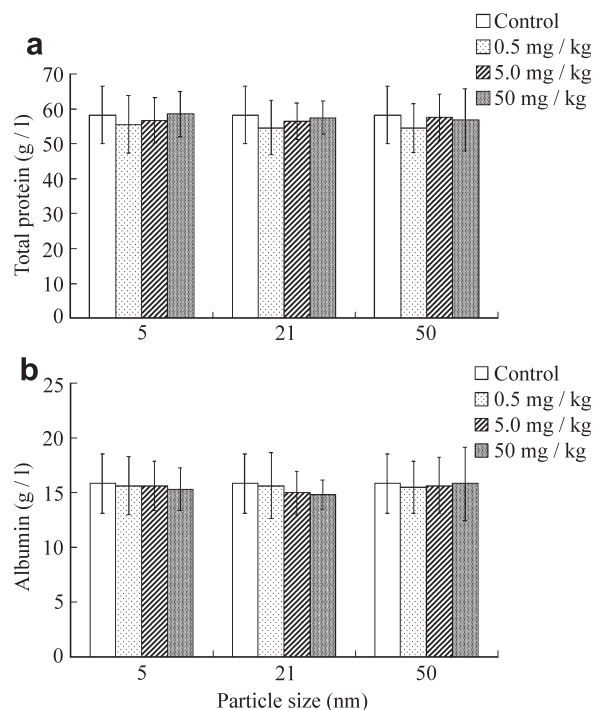 a
Control
0.5 mg / kg
5.0 mg / kg
50 mg / kg
Total protein (g / l)
70
60
50
40
30
20
10
0
5 21 50
b
Control
0.5 mg / kg
5.0 mg / kg
50 mg / kg
Albumin (g / l)
25
20
15
10
5
0
5 21 50
Particle size (nm)